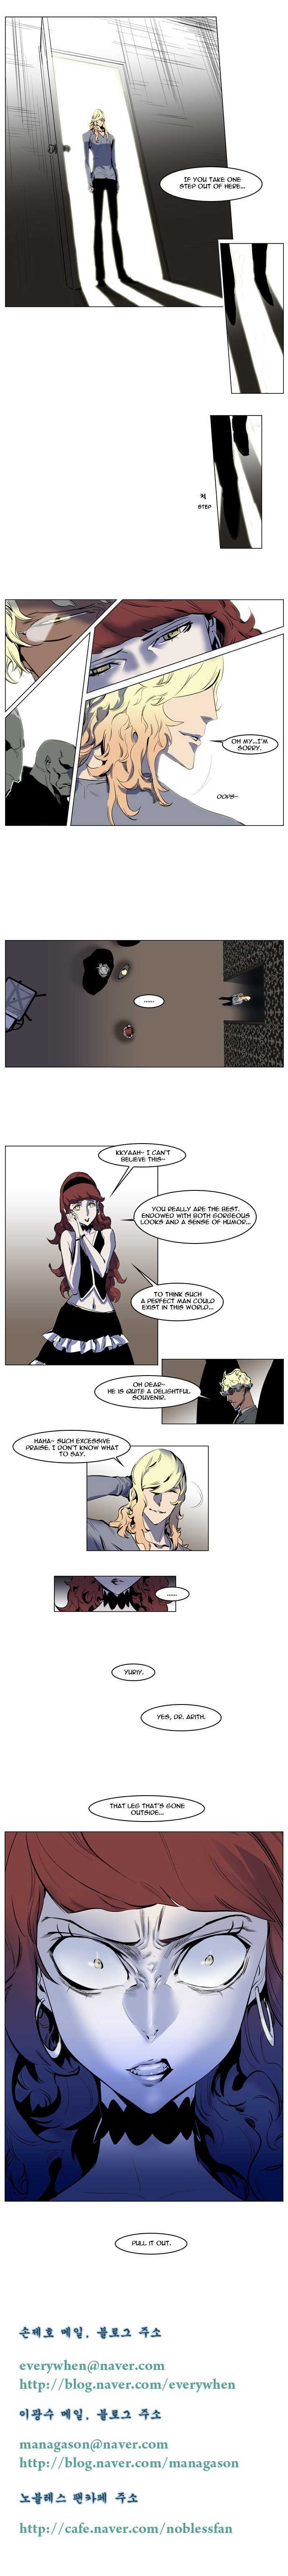 IF YOU TAKE ONE
STEP OUT OF HERE...
척
STEP
OH MY...I'M
SORRY.
OOPS~
......
KKYAAH~ I CAN'T
BELIEVE THIS~
YOU REALLY ARE THE BEST.
ENDOWED WITH BOTH GORGEOUS
LOOKS AND A SENSE OF HUMOR...
TO THINK SUCH
A PERFECT MAN COULD
EXIST IN THIS WORLD...
OH DEAR~
HE IS QUITE A DELIGHTFUL
SOUVENIR.
HAHA~ SUCH EXCESSIVE
PRAISE. I DON'T KNOW WHAT
TO SAY.
......
YURIY.
YES, DR. ARITH.
THAT LEG THAT'S GONE
OUTSIDE...
PULL IT OUT.
손제호 메일, 블로그 주소
everywhen@naver.com
http://blog.naver.com/everywhen
이광수 메일, 블로그 주소
managason@naver.com
http://blog.naver.com/managason
노블레스 팬카페 주소
http://cafe.naver.com/noblessfan